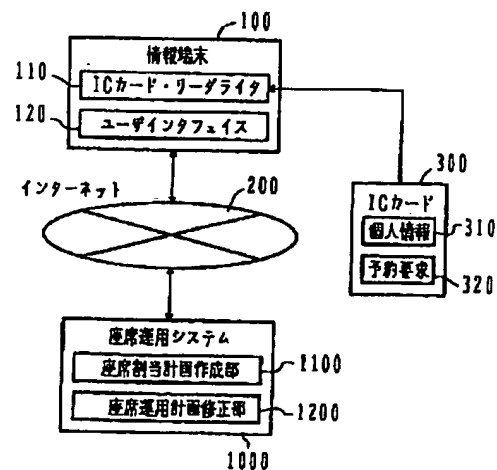 100
情報端末
110
ICカード・リーダライタ
120
ユーザインタフェイス
インターネット
200
300
ICカード
個人情報
310
予約要求
320
座席運用システム
座席割当計画作成部
1100
座席運用計画修正部
1200
1000